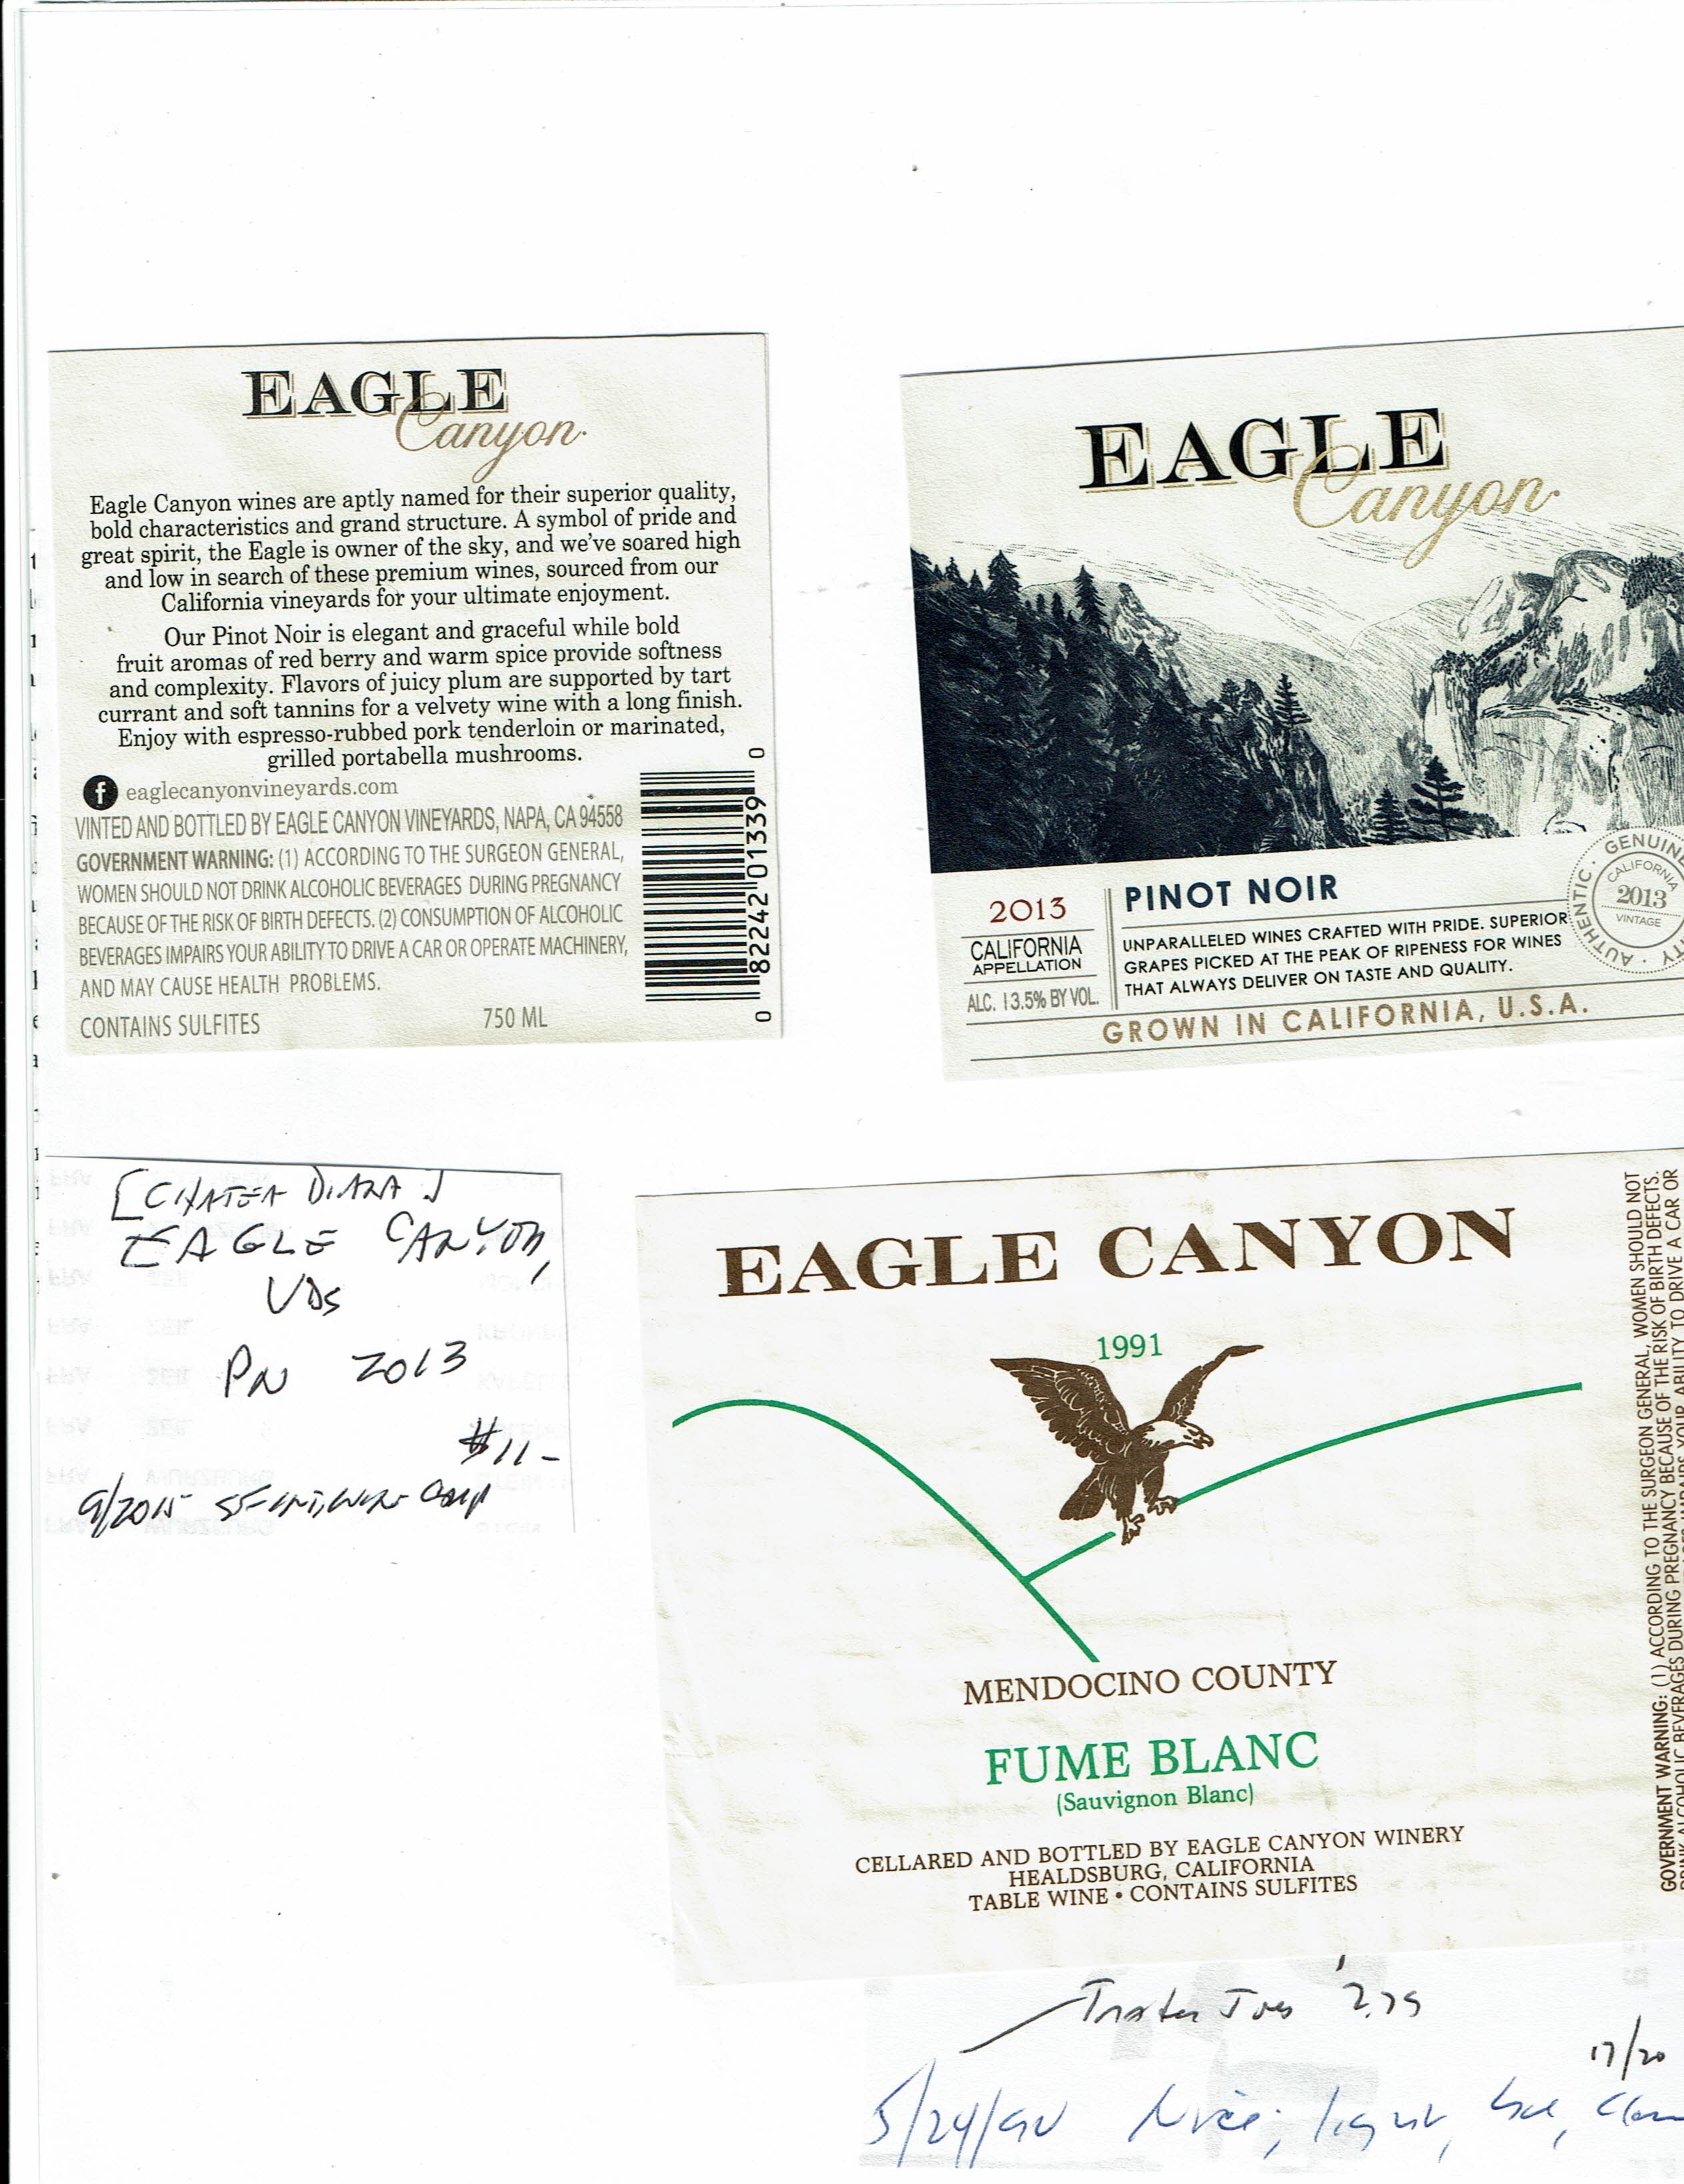 EAGLE
Canyon
Eagle Canyon wines are aptly named for their superior quality,
bold characteristics and grand structure. A symbol of pride and
great spirit, the Eagle is owner of the sky, and we've soared high
and low in search of these premium wines, sourced from our
California vineyards for your ultimate enjoyment.
Our Pinot Noir is elegant and graceful while bold
fruit aromas of red berry and warm spice provide softness
and complexity. Flavors of juicy plum are supported by tart
currant and soft tannins for a velvety wine with a long finish.
Enjoy with espresso-rubbed pork tenderloin or marinated,
grilled portabella mushrooms.
f eaglecanyonvineyards.com
VINTED AND BOTTLED BY EAGLE CANYON VINEYARDS, NAPA, CA 94558
GOVERNMENT WARNING: (1) ACCORDING TO THE SURGEON GENERAL,
WOMEN SHOULD NOT DRINK ALCOHOLIC BEVERAGES DURING PREGNANCY
BECAUSE OF THE RISK OF BIRTH DEFECTS. (2) CONSUMPTION OF ALCOHOLIC
BEVERAGES IMPAIRS YOUR ABILITY TO DRIVE A CAR OR OPERATE MACHINERY,
AND MAY CAUSE HEALTH PROBLEMS.
CONTAINS SULFITES 750 ML
0 82242 01339 0
EAGLE
Canyon
2013
CALIFORNIA
APPELLATION
ALC. 13.5% BY VOL.
PINOT NOIR
UNPARALLELED WINES CRAFTED WITH PRIDE. SUPERIOR
GRAPES PICKED AT THE PEAK OF RIPENESS FOR WINES
THAT ALWAYS DELIVER ON TASTE AND QUALITY.
AUTHENTIC · GENUINE
CALIFORNIA
2013
VINTAGE
GROWN IN CALIFORNIA, U.S.A.
EAGLE CANYON
VDS
PN 2013
$11-
9/2015
EAGLE CANYON
1991
MENDOCINO COUNTY
FUME BLANC
(Sauvignon Blanc)
CELLARED AND BOTTLED BY EAGLE CANYON WINERY
HEALDSBURG, CALIFORNIA
TABLE WINE • CONTAINS SULFITES
GOVERNMENT WARNING: (1) ACCORDING TO THE SURGEON GENERAL, WOMEN SHOULD NOT
DRINK ALCOHOLIC BEVERAGES DURING PREGNANCY BECAUSE OF THE RISK OF BIRTH DEFECTS.
Trader Joes
17/20
Nice, light,